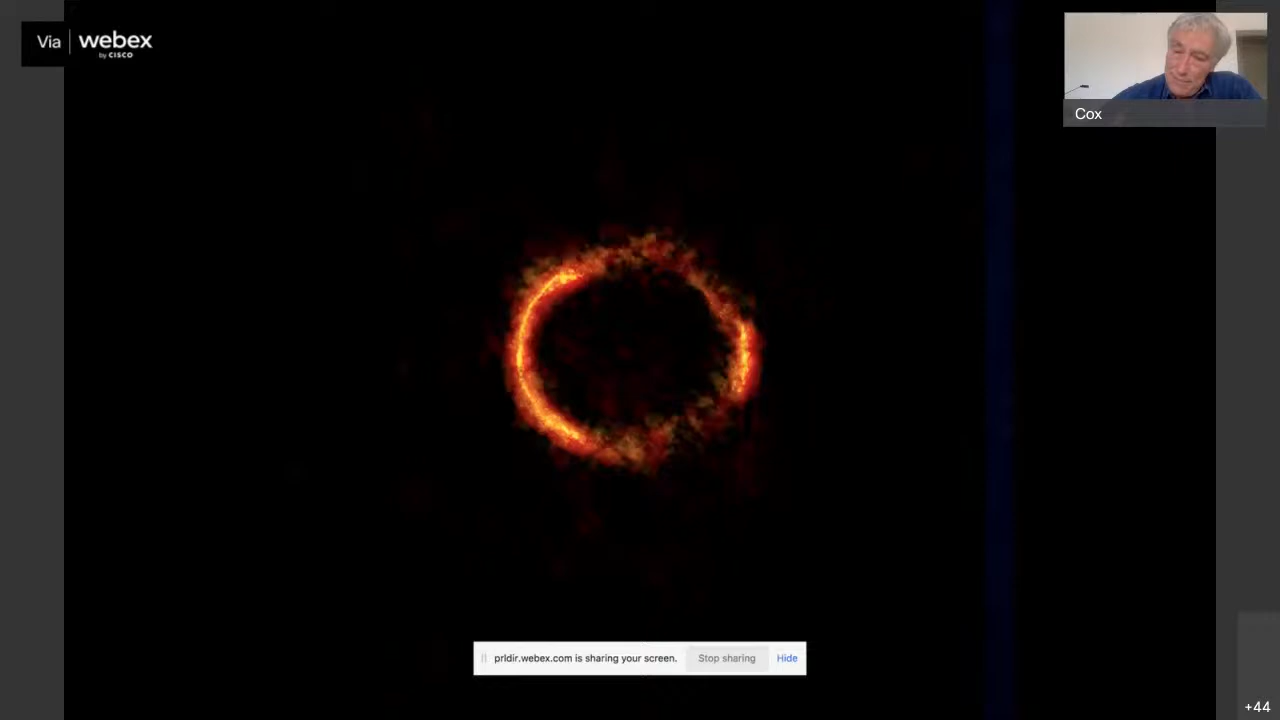 Via webex
by CISCO
Cox
prldir.webex.com is sharing your screen. Stop sharing Hide
+44